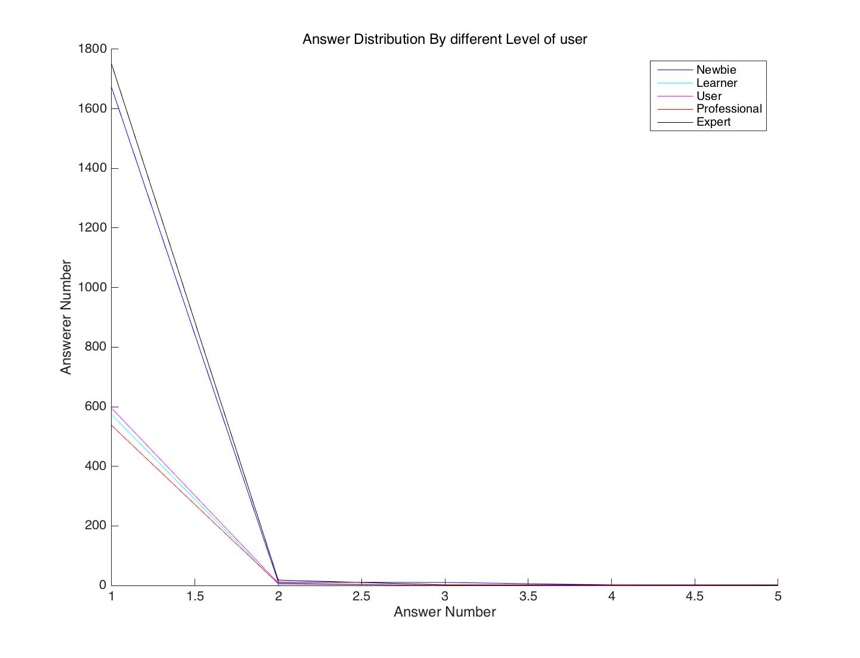 Answer Distribution By different Level of user
1800
1600
1400
1200
1000
800
600
400
200
0
Answerer Number
Newbie
Learner
User
Professional
Expert
1 1.5 2 2.5 3 3.5 4 4.5 5
Answer Number